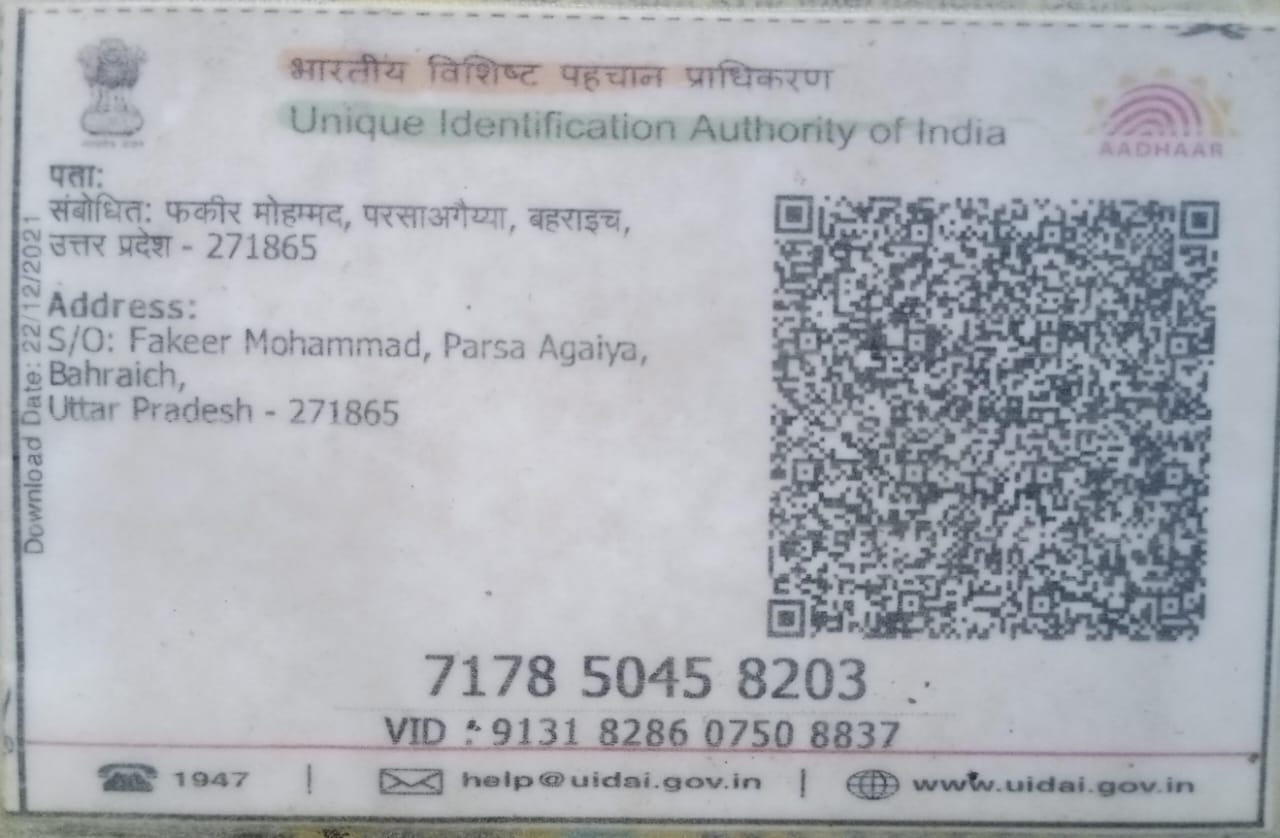 भारतीय विशिष्ट पहचान प्राधिकरण
Unique Identification Authority of India
AADHAAR
पता:
संबोधित: फकीर मोहम्मद, परसाअगैय्या, बहराइच,
उत्तर प्रदेश - 271865
Address:
S/O: Fakeer Mohammad, Parsa Agaiya,
Bahraich,
Uttar Pradesh - 271865
Download Date: 22/12/2021
7178 5045 8203
VID : 9131 8286 0750 8837
1947 | help@uidai.gov.in | www.uidai.gov.in